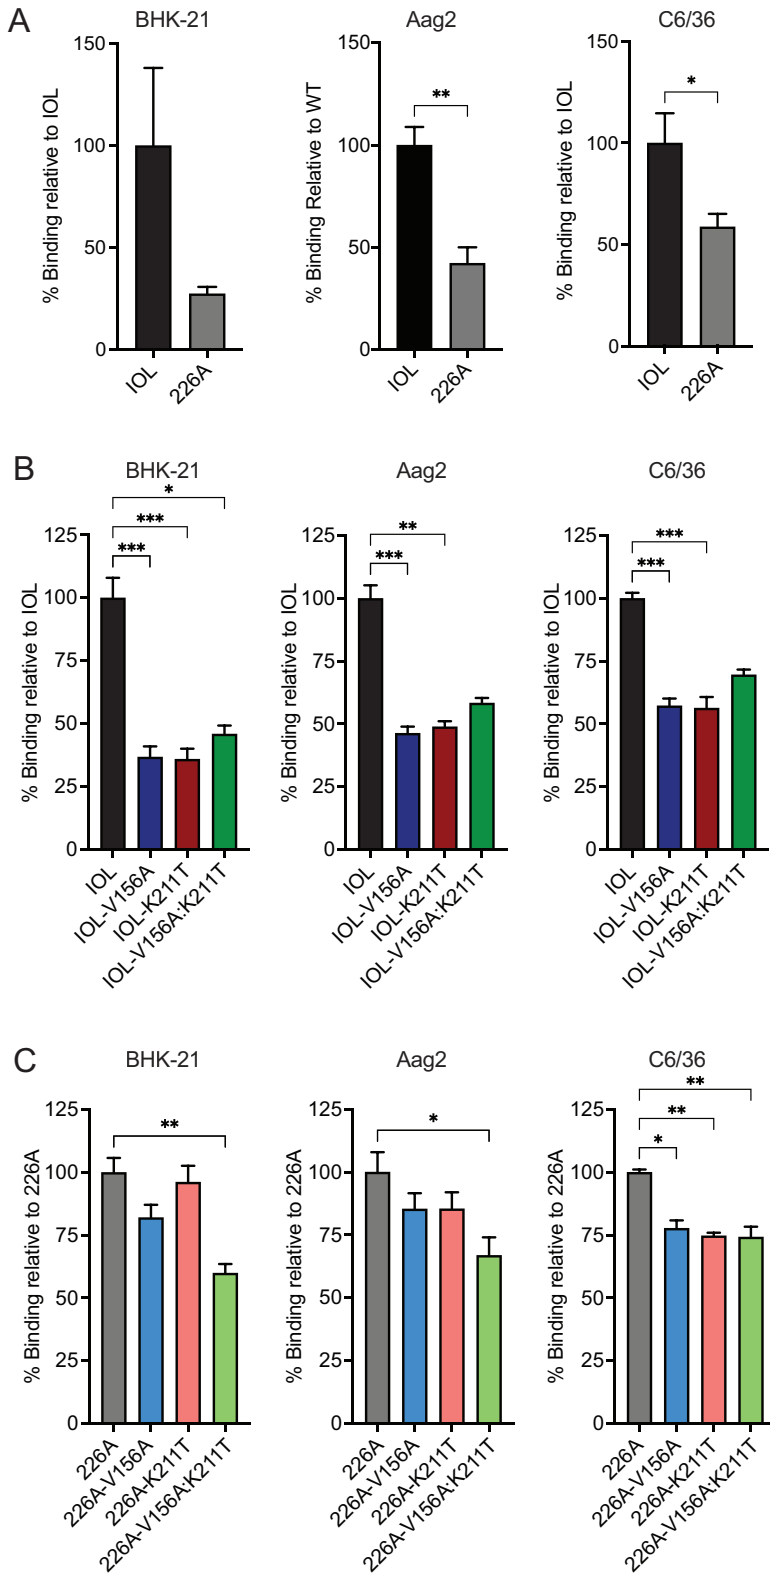 A
BHK-21
Aag2
C6/36
% Binding relative to IOL
150
100
50
0
IOL
226A
% Binding Relative to WT
150
100
50
0
**
IOL
226A
% Binding relative to IOL
150
100
50
0
*
IOL
226A
B
BHK-21
Aag2
C6/36
% Binding relative to IOL
125
100
75
50
25
0
*
***
***
IOL
IOL-V156A
IOL-K211T
IOL-V156A:K211T
% Binding relative to IOL
125
100
75
50
25
0
**
***
IOL
IOL-V156A
IOL-K211T
IOL-V156A:K211T
% Binding relative to IOL
125
100
75
50
25
0
***
***
IOL
IOL-V156A
IOL-K211T
IOL-V156A:K211T
C
BHK-21
Aag2
C6/36
% Binding relative to 226A
125
100
75
50
25
0
**
226A
226A-V156A
226A-K211T
226A-V156A:K211T
% Binding relative to 226A
125
100
75
50
25
0
*
226A
226A-V156A
226A-K211T
226A-V156A:K211T
% Binding relative to 226A
125
100
75
50
25
0
**
**
*
226A
226A-V156A
226A-K211T
226A-V156A:K211T